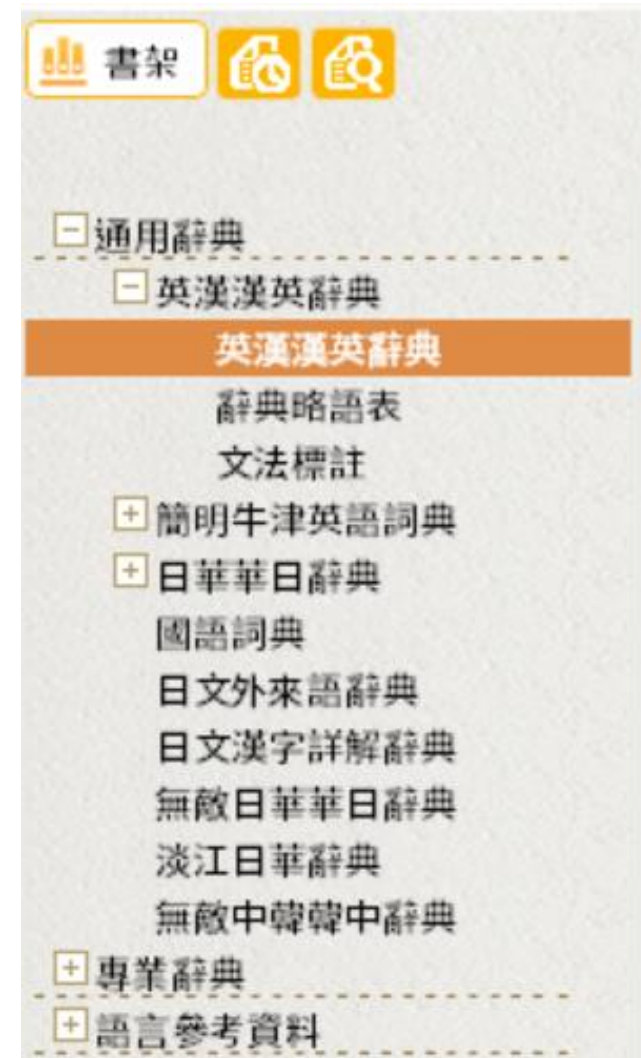 書架
通用辭典
英漢漢英辭典
英漢漢英辭典
辭典略語表
文法標註
簡明牛津英語詞典
日華華日辭典
國語詞典
日文外來語辭典
日文漢字詳解辭典
無敵日華華日辭典
淡江日華辭典
無敵中韓韓中辭典
專業辭典
語言參考資料